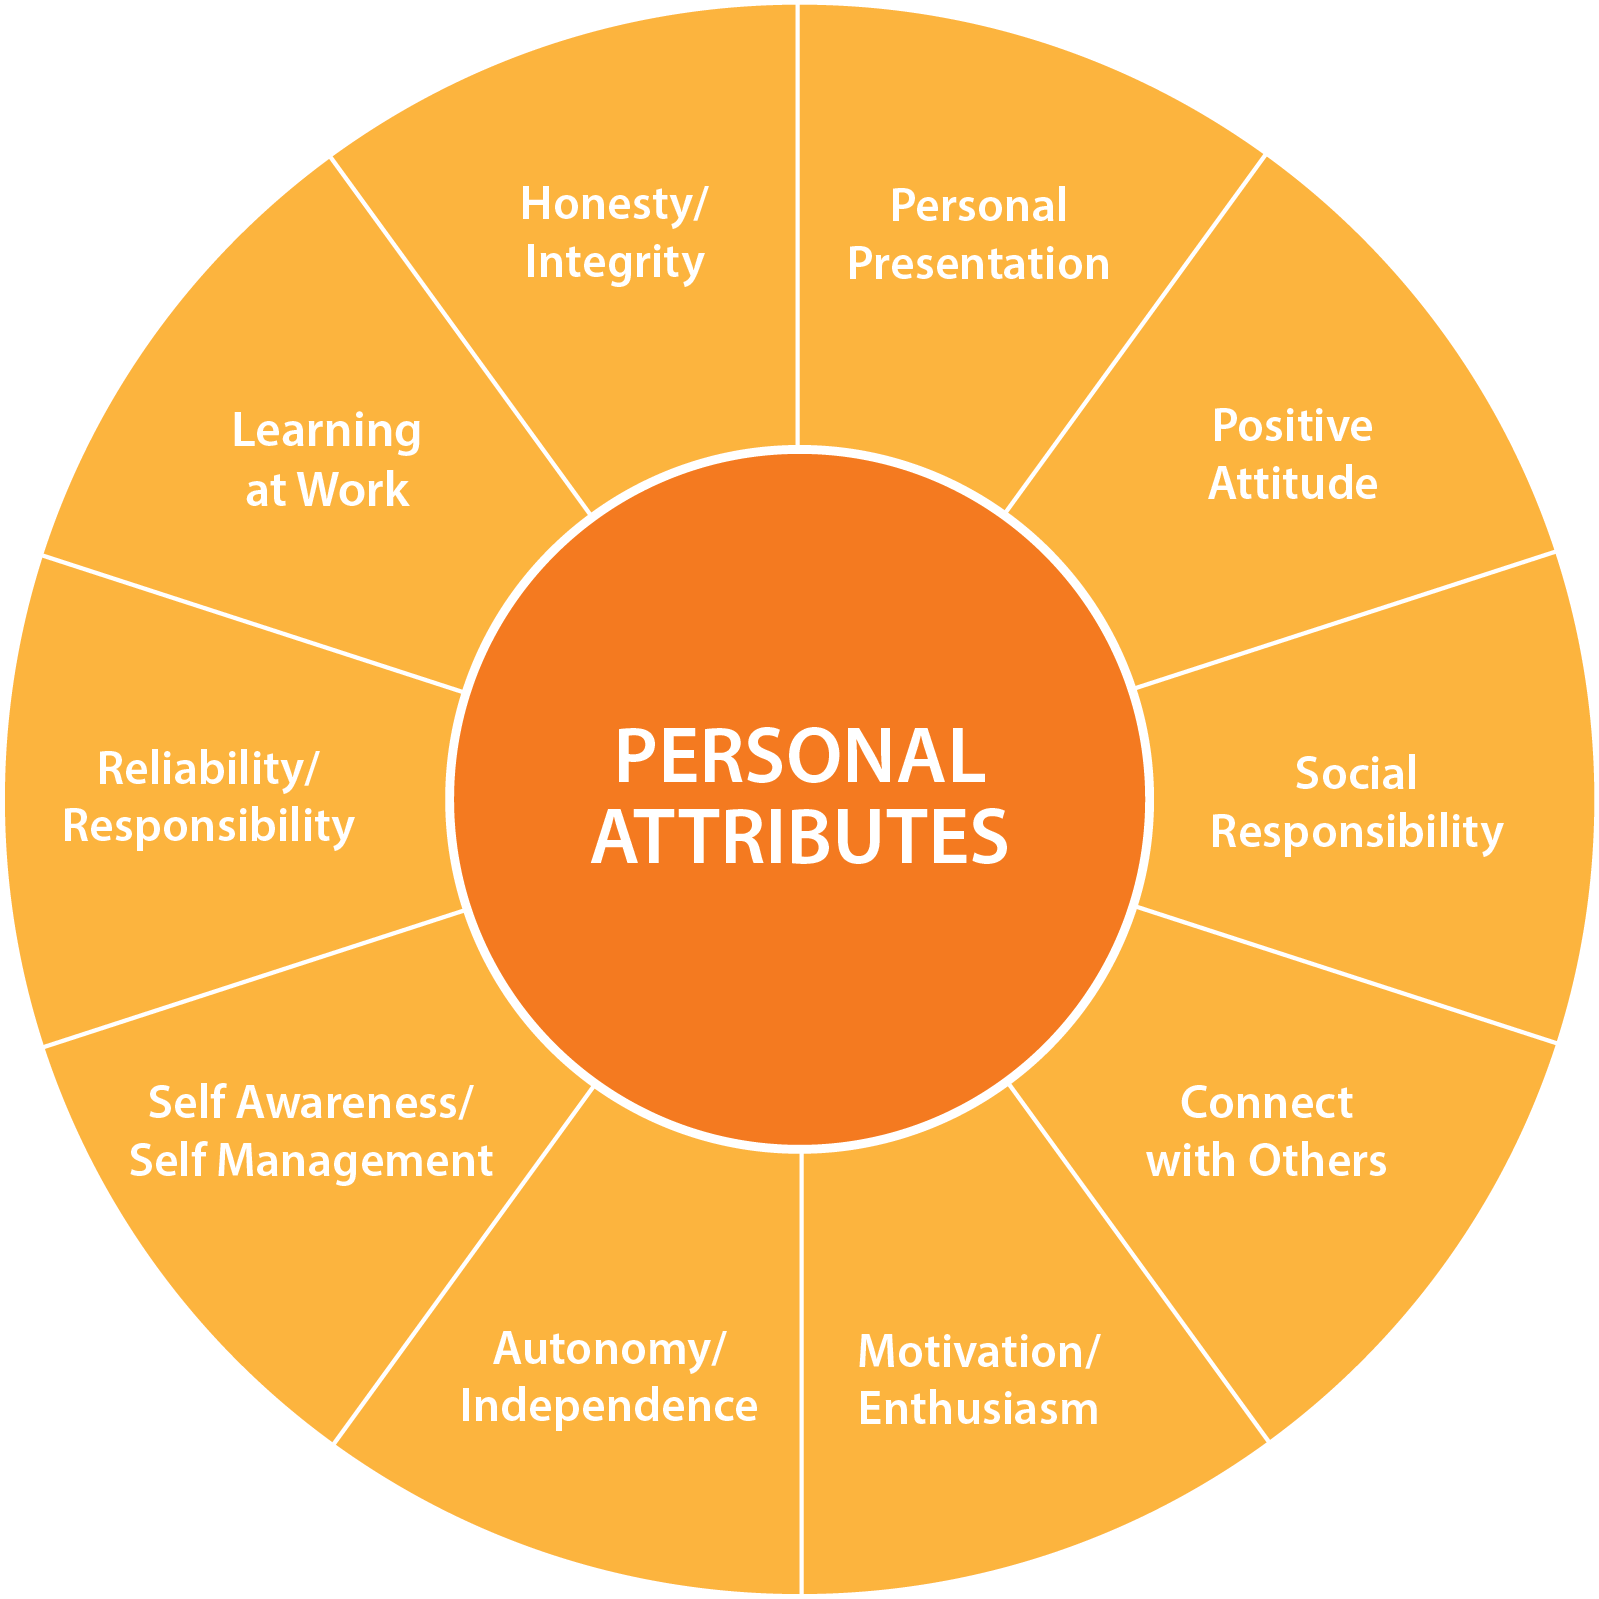 Honesty/
Integrity
Personal
Presentation
Positive
Attitude
Social
Responsibility
Connect
with Others
Motivation/
Enthusiasm
Autonomy/
Independence
Self Awareness/
Self Management
Reliability/
Responsibility
Learning
at Work
PERSONAL
ATTRIBUTES